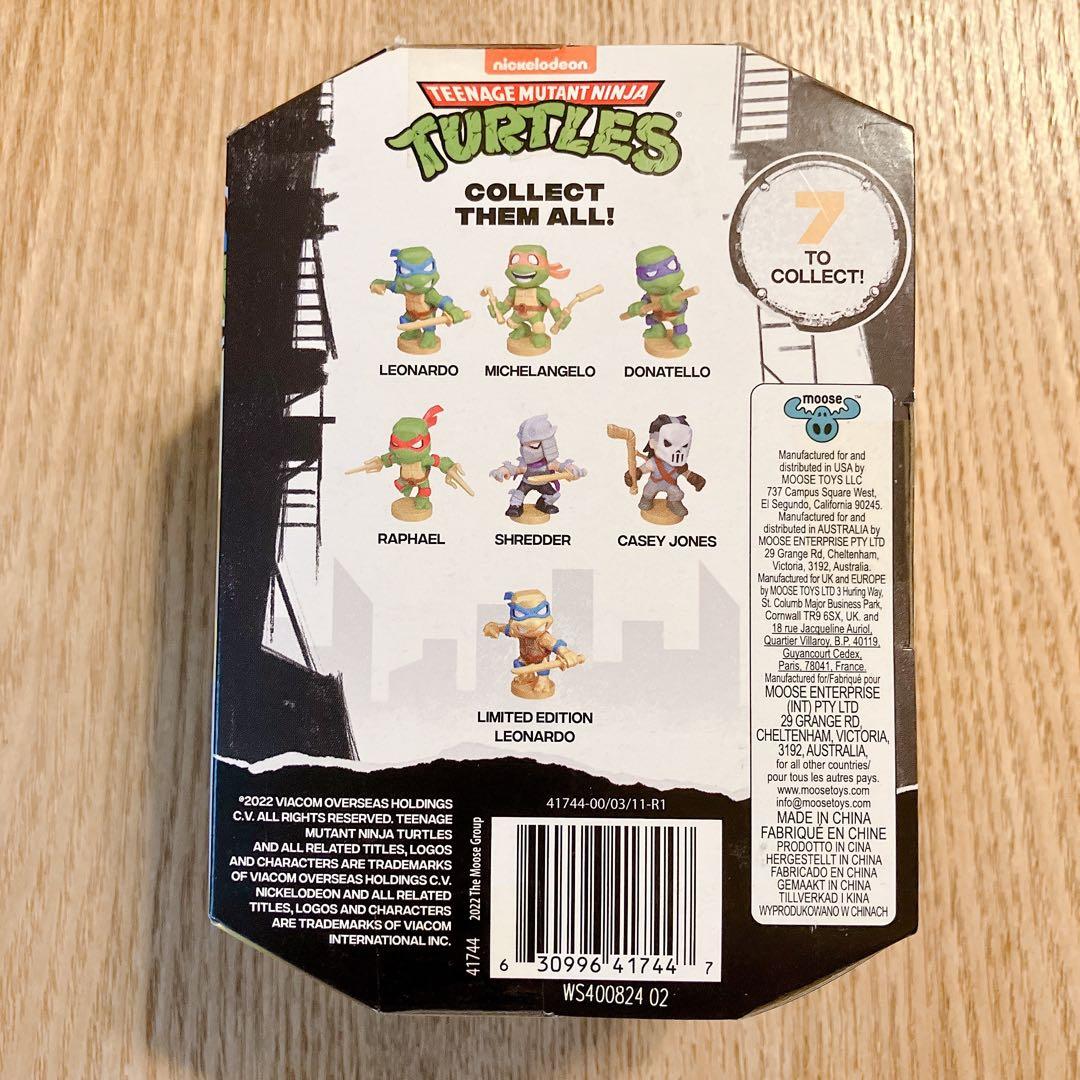 nickelodeon
TEENAGE MUTANT NINJA
TURTLES®
COLLECT
THEM ALL!
7
TO
COLLECT!
LEONARDO
MICHELANGELO
DONATELLO
RAPHAEL
SHREDDER
CASEY JONES
LIMITED EDITION
LEONARDO
moose™
Manufactured for and
distributed in USA by
MOOSE TOYS LLC
737 Campus Square West,
El Segundo, California 90245.
Manufactured for and
distributed in AUSTRALIA by
MOOSE ENTERPRISE PTY LTD
29 Grange Rd, Cheltenham,
Victoria, 3192, Australia.
Manufactured for UK and EUROPE
by MOOSE TOYS LTD 3 Huring Way,
St. Columb Major Business Park,
Cornwall TR9 6SX, UK. and
18 rue Jacqueline Auriol,
Quartier Villaroy, B.P. 40119,
Guyancourt Cedex,
Paris, 78041, France.
Manufactured for/Fabriqué pour
MOOSE ENTERPRISE
(INT) PTY LTD
29 GRANGE RD,
CHELTENHAM, VICTORIA,
3192, AUSTRALIA,
for all other countries/
pour tous les autres pays.
www.moosetoys.com
info@moosetoys.com
MADE IN CHINA
FABRIQUÉ EN CHINE
PRODOTTO IN CINA
HERGESTELLT IN CHINA
FABRICADO EN CHINA
GEMAAKT IN CHINA
TILLVERKAD I KINA
WYPRODUKOWANO W CHINACH
©2022 VIACOM OVERSEAS HOLDINGS
C.V. ALL RIGHTS RESERVED. TEENAGE
MUTANT NINJA TURTLES
AND ALL RELATED TITLES, LOGOS
AND CHARACTERS ARE TRADEMARKS
OF VIACOM OVERSEAS HOLDINGS C.V.
NICKELODEON AND ALL RELATED
TITLES, LOGOS AND CHARACTERS
ARE TRADEMARKS OF VIACOM
INTERNATIONAL INC.
41744-00/03/11-R1
41744 2022 The Moose Group
6 30996 41744 7
WS400824 02